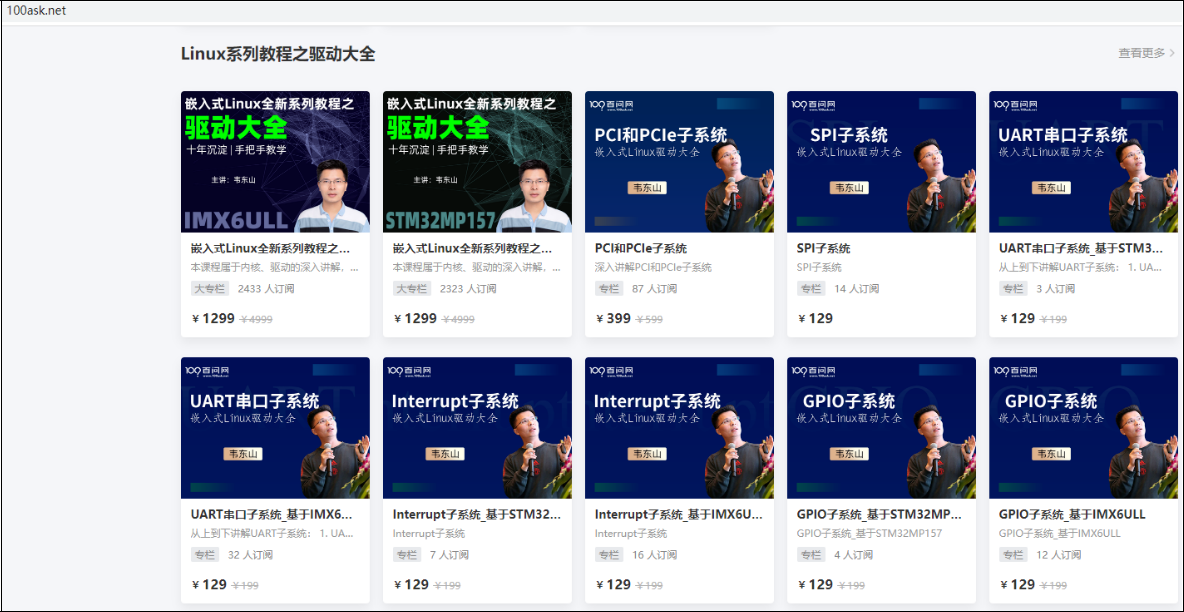 100ask.net
Linux系列教程之驱动大全
查看更多 >
嵌入式Linux全新系列教程之
驱动大全
十年沉淀 | 手把手教学
主讲：韦东山
IMX6ULL
嵌入式Linux全新系列教程之...
本课程属于内核、驱动的深入讲解，...
大专栏 2433 人订阅
¥ 1299 ¥4999
嵌入式Linux全新系列教程之
驱动大全
十年沉淀 | 手把手教学
主讲：韦东山
STM32MP157
嵌入式Linux全新系列教程之...
本课程属于内核、驱动的深入讲解，...
大专栏 2323 人订阅
¥ 1299 ¥4999
百问网
PCI和PCIe子系统
嵌入式Linux驱动大全
韦东山
PCI和PCIe子系统
深入讲解PCI和PCIe子系统
专栏 87 人订阅
¥ 399 ¥599
百问网
SPI子系统
嵌入式Linux驱动大全
韦东山
SPI子系统
SPI子系统
专栏 14 人订阅
¥ 129
百问网
UART串口子系统
嵌入式Linux驱动大全
韦东山
UART串口子系统_基于STM3...
从上到下讲解UART子系统： 1. UA...
专栏 3 人订阅
¥ 129 ¥199
百问网
UART串口子系统
嵌入式Linux驱动大全
韦东山
UART串口子系统_基于IMX6...
从上到下讲解UART子系统： 1. UA...
专栏 32 人订阅
¥ 129 ¥199
百问网
Interrupt子系统
嵌入式Linux驱动大全
韦东山
Interrupt子系统_基于STM32...
Interrupt子系统
专栏 7 人订阅
¥ 129 ¥199
百问网
Interrupt子系统
嵌入式Linux驱动大全
韦东山
Interrupt子系统_基于IMX6U...
Interrupt子系统
专栏 16 人订阅
¥ 129 ¥199
百问网
GPIO子系统
嵌入式Linux驱动大全
韦东山
GPIO子系统_基于STM32MP...
GPIO子系统_基于STM32MP157
专栏 4 人订阅
¥ 129 ¥199
百问网
GPIO子系统
嵌入式Linux驱动大全
韦东山
GPIO子系统_基于IMX6ULL
GPIO子系统_基于IMX6ULL
专栏 12 人订阅
¥ 129 ¥199